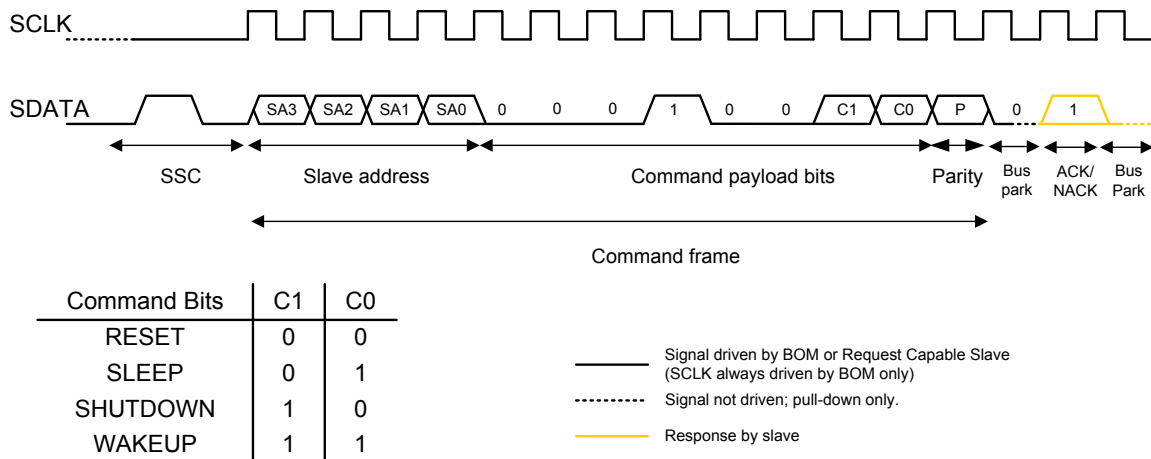 SCLK
SDATA
SA3 SA2 SA1 SA0 0 0 0 1 0 0 C1 C0 P 0 1
SSC Slave address Command payload bits Parity Bus park ACK/ NACK Bus Park
Command frame
Command Bits C1 C0
RESET 0 0
SLEEP 0 1
SHUTDOWN 1 0
WAKEUP 1 1
Signal driven by BOM or Request Capable Slave
(SCLK always driven by BOM only)
Signal not driven; pull-down only.
Response by slave